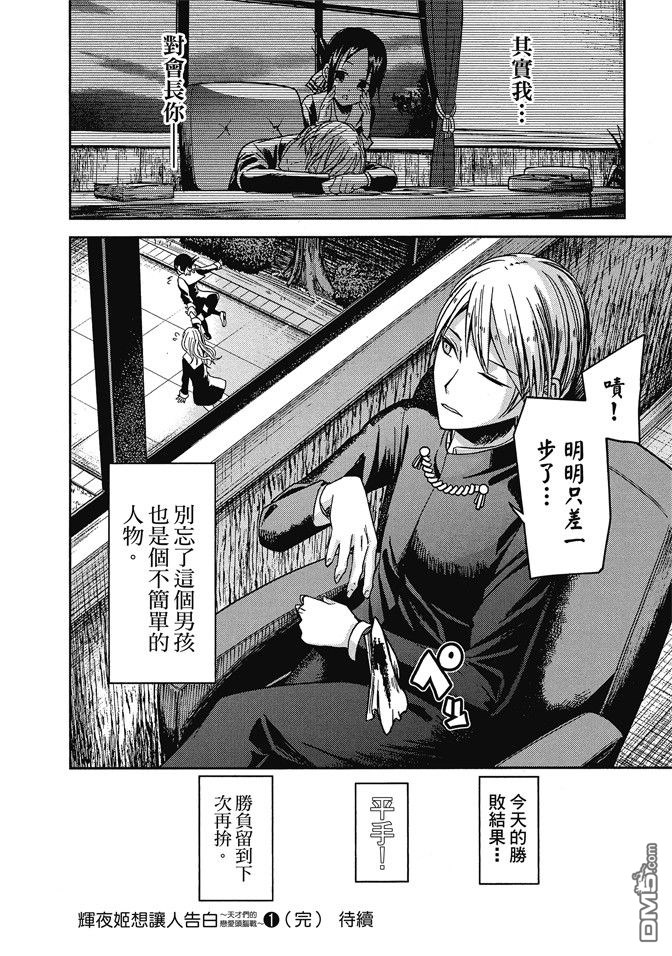 其實我…
對會長你——
嘖！
明明只差一
步了…
別忘了這個男孩
也是個不簡單的
人物。
ペッ
今天的勝
敗結果…
平手！
勝負留到下
次再拚。
輝夜姬想讓人告白～天才們的戀愛頭腦戰～❶（完） 待續
DM5.com